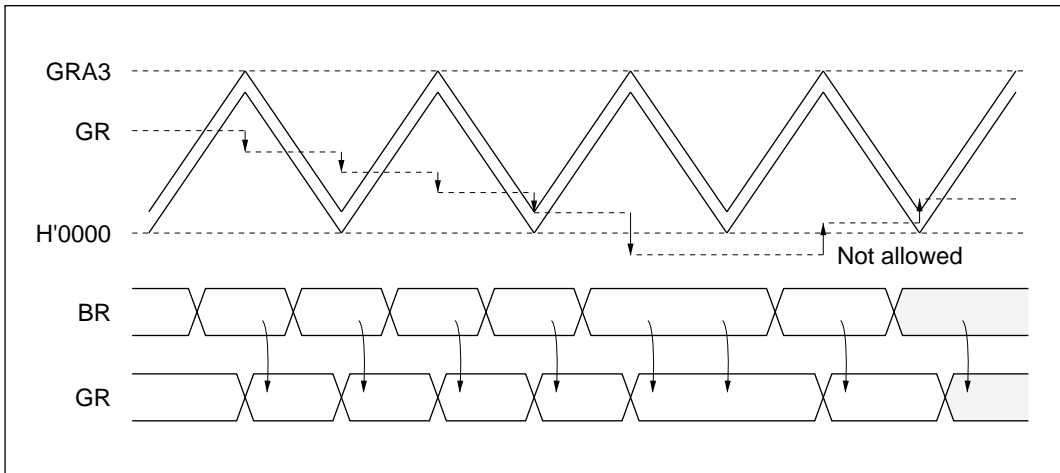 GRA3
GR
H'0000
Not allowed
BR
GR